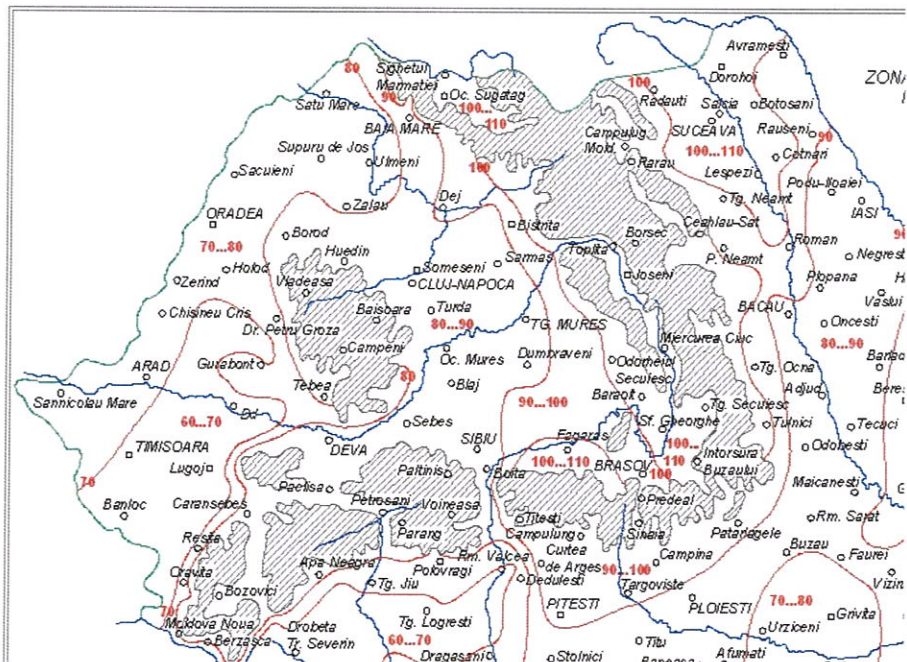 Avramesti
80
Sighetul
Marmatiei
Dorohoi
ZONA
Satu Mare
90
Oc. Sugatag
100...
110
100
Radauti
Salcia
Botosani
BAIA MARE
SUCEAVA
Rauseni
90
Supuru de Jos
Ulmeni
Campulug
Mold.
Rarau
100...110
Cotnari
Sacuieni
100
Lespezi
Podu-Iloaiei
Zalau
Dej
Tg. Neamt
IASI
ORADEA
Bistrita
Ceahlau-Sat
70...80
Borod
Toplita
Borsec
P. Neamt
Roman
Negrest
Huedin
Sarmas
Holod
Someseni
Joseni
Plopana
Zerind
Vladeasa
CLUJ-NAPOCA
Vaslui
Chisineu Cris
Baisoara
Turda
BACAU
Dr. Petru Groza
80...90
TG. MURES
Oncesti
Campeni
Oc. Mures
Miercurea Ciuc
80...90
Gurabont
Dumbraveni
Odorheiul
Secuiesc
Tg. Ocna
ARAD
80
Blaj
Adjud
Sannicolau Mare
Tebea
Baraolt
Tg. Secuiesc
90...100
60...70
Sebes
Sf. Gheorghe
Tulnici
Tecuci
TIMISOARA
DEVA
SIBIU
Fagaras
100...
110
Odobesti
Lugoj
Paltinis
Boita
100...110
BRASOV
100
Intorsura
Buzaului
70
Petrosani
Voineasa
Predeal
Maicanesti
Banloc
Caransebes
Parang
Titesti
Sinaia
Patarlagele
Rm. Sarat
Resita
Campulung
Apa Neagra
Polovragi
Rm. Valcea
Curtea
de Arges
Campina
Buzau
Faurei
Oravita
Bozovici
Tg. Jiu
Dedulesti
90...100
Targoviste
70
PITESTI
PLOIESTI
70...80
Moldova Noua
Drobeta
Tr. Severin
Tg. Logresti
Grivita
Berzasca
60...70
Titu
Urziceni
Dragasani
Stolnici
Afumati